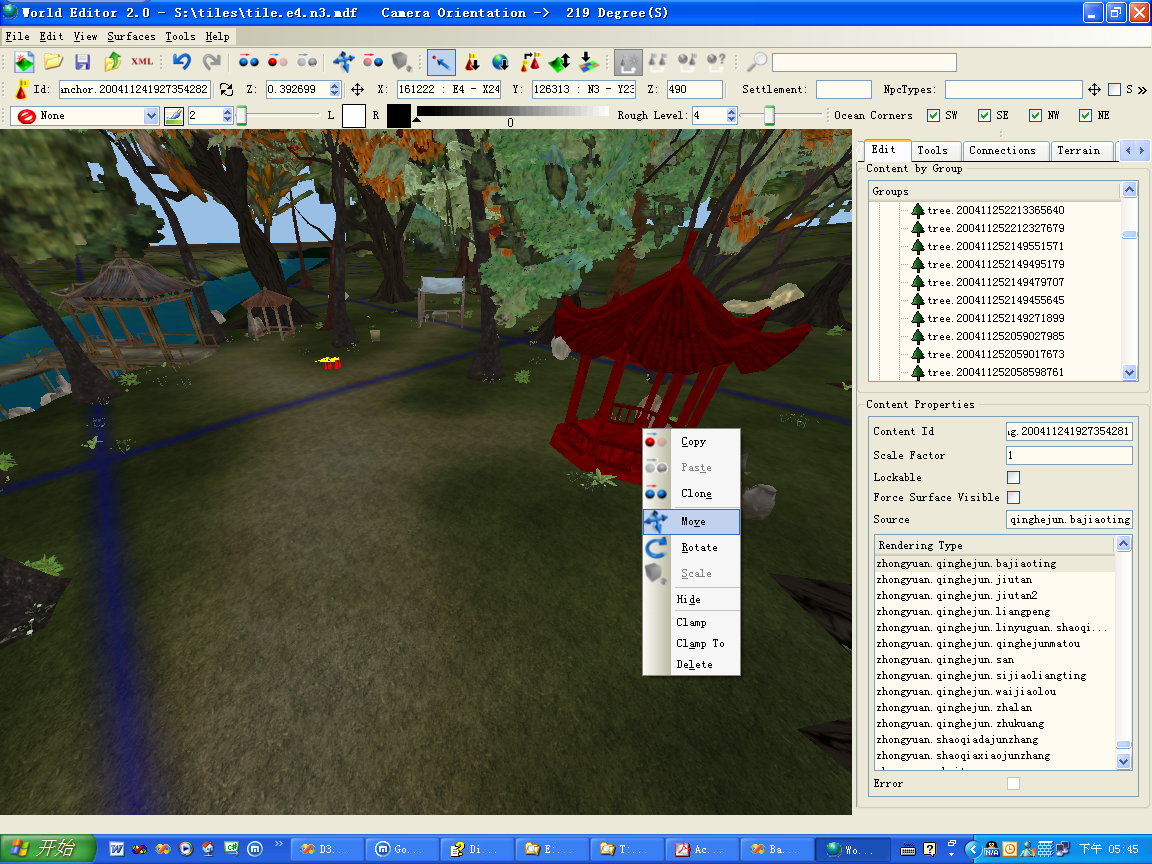 World Editor 2.0 - S:\tiles\tile.e4.n3.mdf   Camera Orientation ->  219 Degree(S)
File Edit View Surfaces Tools Help
XML
Id: anchor.200411241927354282 Z: 0.392699 X: 161222 : E4 - X24 Y: 126313 : N3 - Y23 Z: 490 Settlement: NpcTypes: S »
None 2 L R 0 Rough Level: 4 Ocean Corners SW SE NW NE
Edit Tools Connections Terrain
Content by Group
Groups
tree.200411252213365640
tree.200411252212327679
tree.200411252149551571
tree.200411252149495179
tree.200411252149479707
tree.200411252149455645
tree.200411252149271899
tree.200411252059027985
tree.200411252059017673
tree.200411252058598761
Content Properties
Content Id g.200411241927354281
Scale Factor 1
Lockable
Force Surface Visible
Source qinghejun.bajiaoting
Rendering Type
zhongyuan.qinghejun.bajiaoting
zhongyuan.qinghejun.jiutan
zhongyuan.qinghejun.jiutan2
zhongyuan.qinghejun.liangpeng
zhongyuan.qinghejun.linyuguan.shaoqi...
zhongyuan.qinghejun.qinghejunmatou
zhongyuan.qinghejun.san
zhongyuan.qinghejun.sijiaoliangting
zhongyuan.qinghejun.waijiaolou
zhongyuan.qinghejun.zhalan
zhongyuan.qinghejun.zhukuang
zhongyuan.shaoqiadajunzhang
zhongyuan.shaoqiaxiaojunzhang
Error
Copy
Paste
Clone
Move
Rotate
Scale
Hide
Clamp
Clamp To
Delete
开始 D3... Go... Di... E:... T:... Ac... Ba... Wo... 下午 05:45